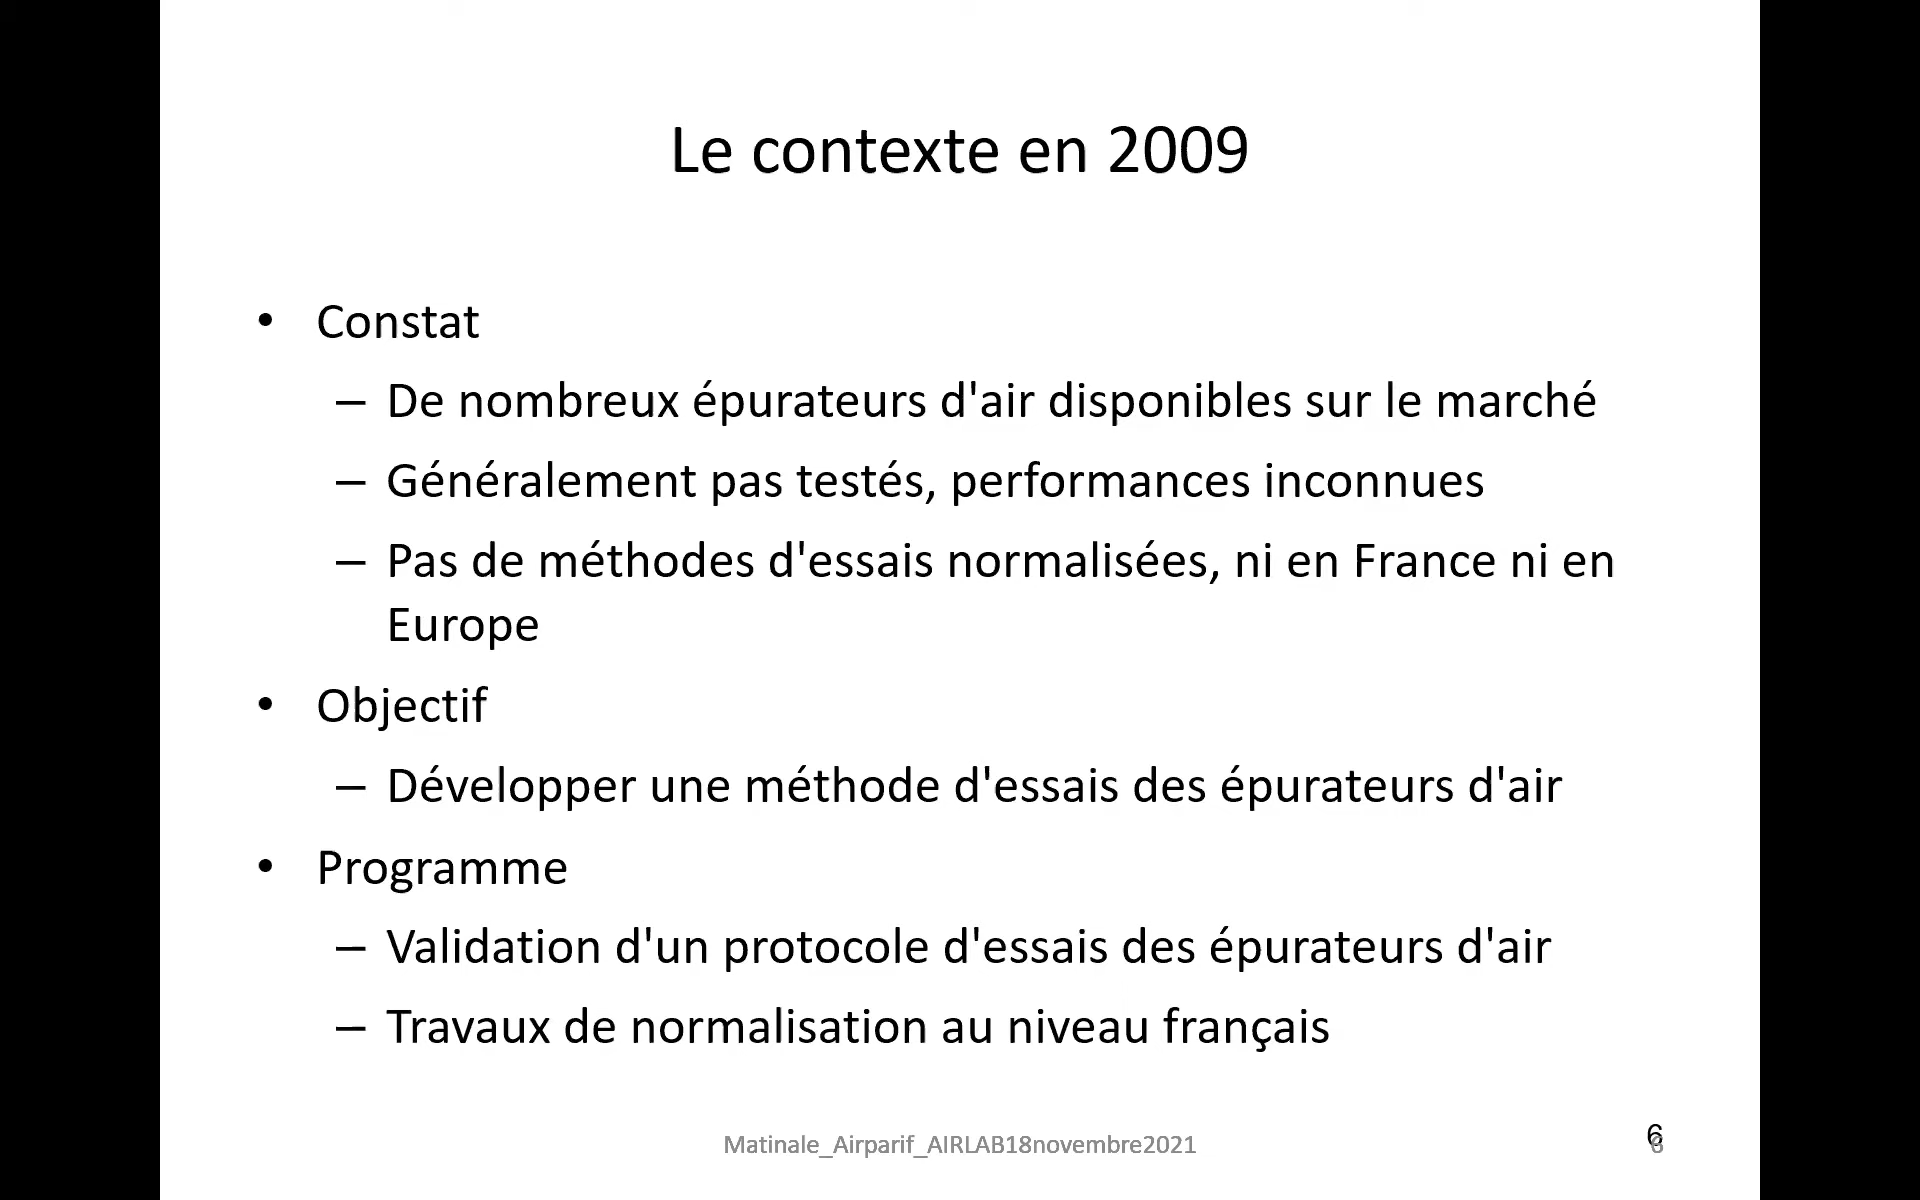 Le contexte en 2009
• Constat
– De nombreux épurateurs d'air disponibles sur le marché
– Généralement pas testés, performances inconnues
– Pas de méthodes d'essais normalisées, ni en France ni en
Europe
• Objectif
– Développer une méthode d'essais des épurateurs d'air
• Programme
– Validation d'un protocole d'essais des épurateurs d'air
– Travaux de normalisation au niveau français
Matinale_Airparif_AIRLAB18novembre2021
6